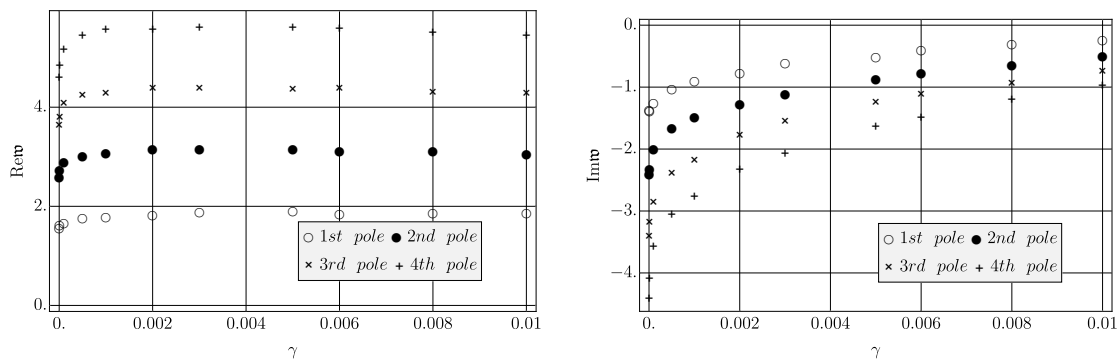 Re𝔴
4.
2.
0.
○ 1st pole ● 2nd pole
× 3rd pole + 4th pole
0. 0.002 0.004 0.006 0.008 0.01
γ
Im𝔴
0.
−1.
−2.
−3.
−4.
○ 1st pole ● 2nd pole
× 3rd pole + 4th pole
0. 0.002 0.004 0.006 0.008 0.01
γ